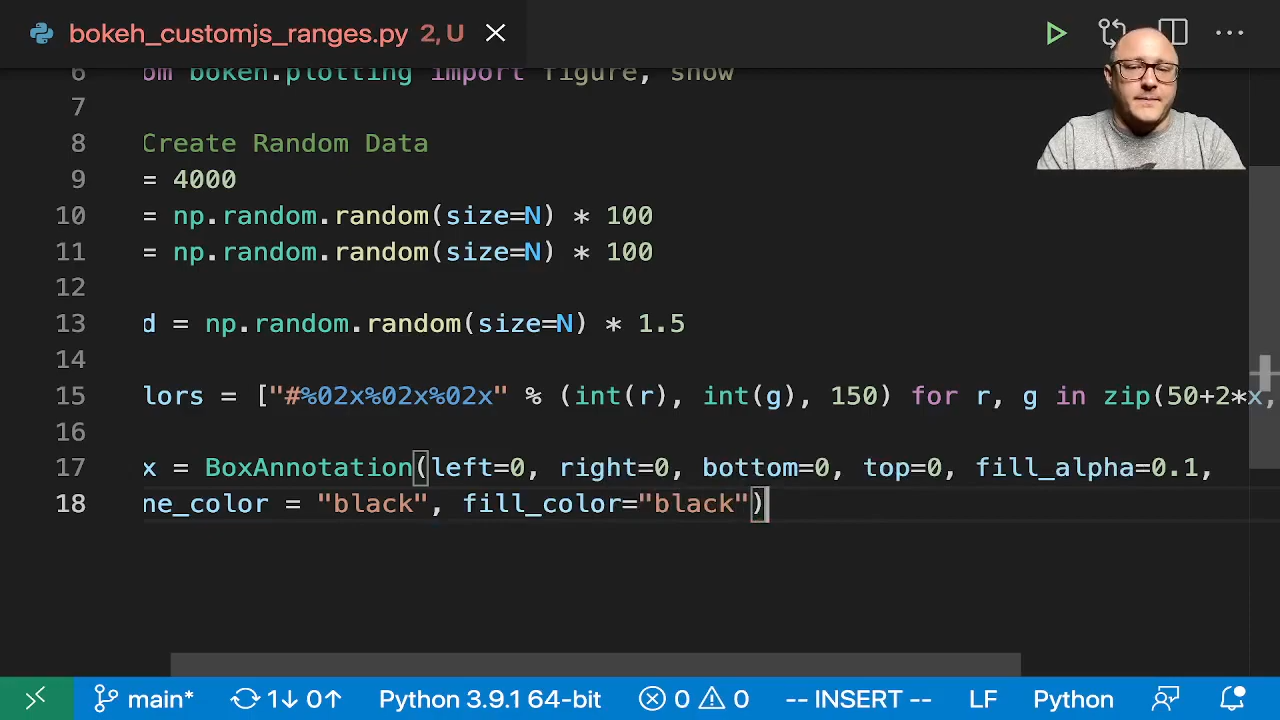 bokeh_customjs_ranges.py 2, U
6 om bokeh.plotting import figure, show
7
8 Create Random Data
9 = 4000
10 = np.random.random(size=N) * 100
11 = np.random.random(size=N) * 100
12
13 d = np.random.random(size=N) * 1.5
14
15 lors = ["#%02x%02x%02x" % (int(r), int(g), 150) for r, g in zip(50+2*x,
16
17 x = BoxAnnotation(left=0, right=0, bottom=0, top=0, fill_alpha=0.1,
18 ne_color = "black", fill_color="black")
main* 1↓ 0↑ Python 3.9.1 64-bit 0 0 -- INSERT -- LF Python